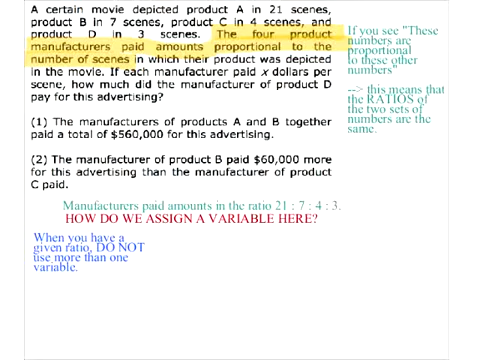 A certain movie depicted product A in 21 scenes,
product B in 7 scenes, product C in 4 scenes, and
product D in 3 scenes. The four product
manufacturers paid amounts proportional to the
number of scenes in which their product was depicted
in the movie. If each manufacturer paid x dollars per
scene, how much did the manufacturer of product D
pay for this advertising?
(1) The manufacturers of products A and B together
paid a total of $560,000 for this advertising.
(2) The manufacturer of product B paid $60,000 more
for this advertising than the manufacturer of product
C paid.
If you see "These
numbers are
proportional
to these other
numbers"
--> this means that
the RATIOS of
the two sets of
numbers are the
same.
Manufacturers paid amounts in the ratio 21 : 7 : 4 : 3.
HOW DO WE ASSIGN A VARIABLE HERE?
When you have a
given ratio, DO NOT
use more than one
variable.